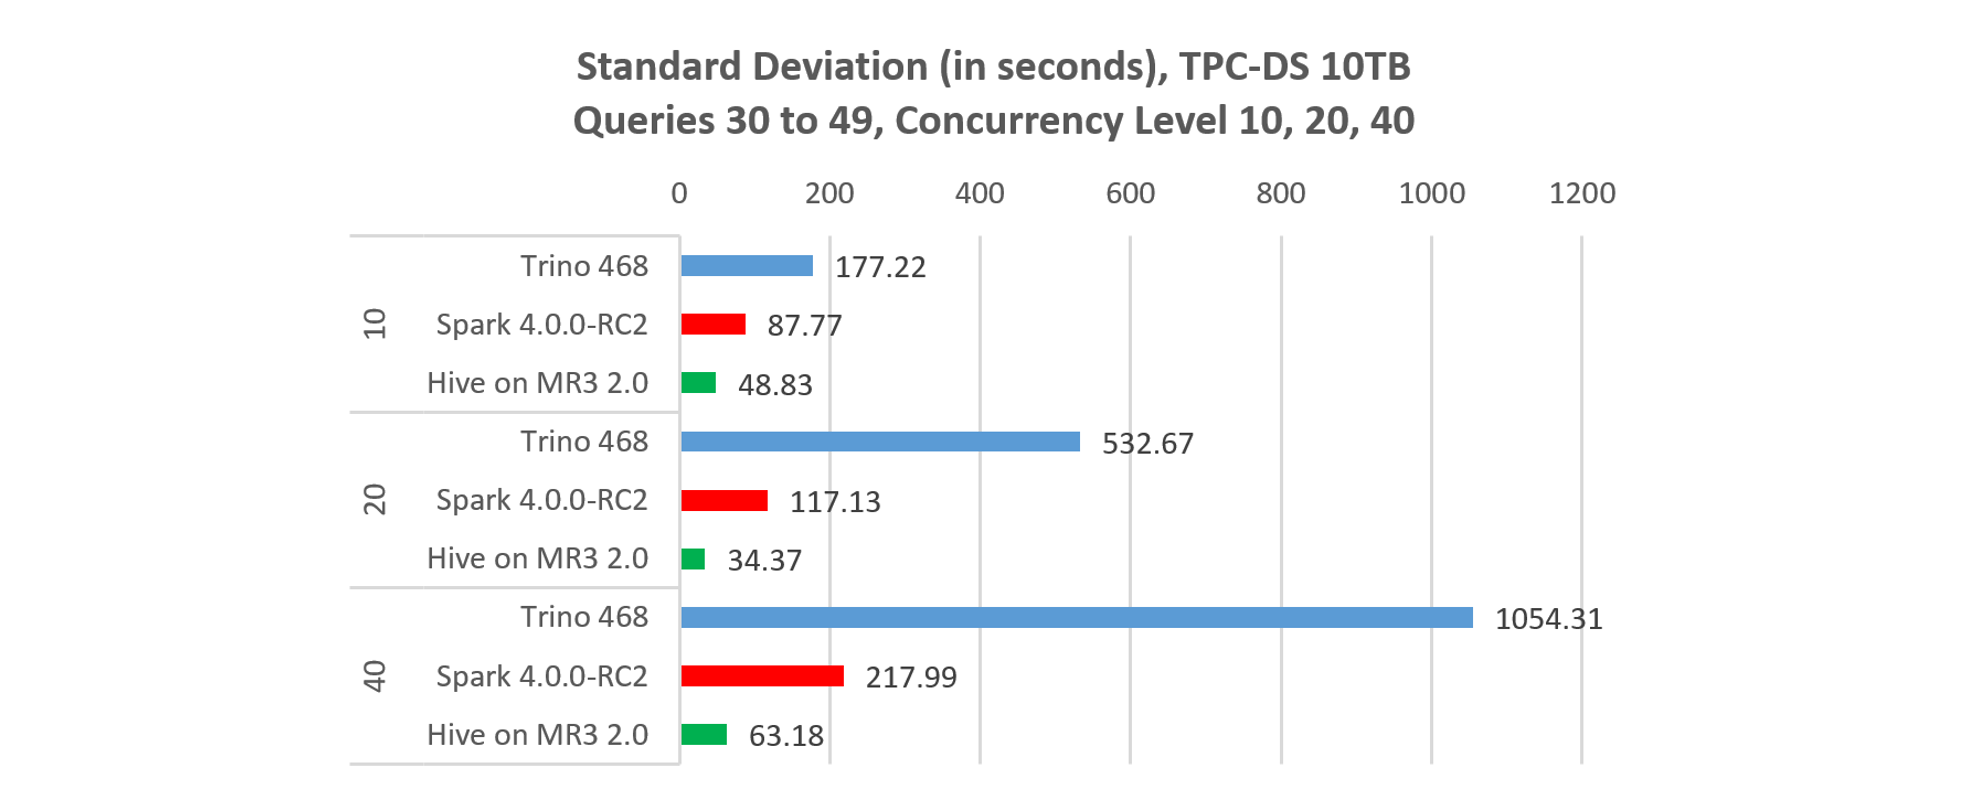 Standard Deviation (in seconds), TPC-DS 10TB
Queries 30 to 49, Concurrency Level 10, 20, 40
0 200 400 600 800 1000 1200
10
Trino 468 177.22
Spark 4.0.0-RC2 87.77
Hive on MR3 2.0 48.83
20
Trino 468 532.67
Spark 4.0.0-RC2 117.13
Hive on MR3 2.0 34.37
40
Trino 468 1054.31
Spark 4.0.0-RC2 217.99
Hive on MR3 2.0 63.18